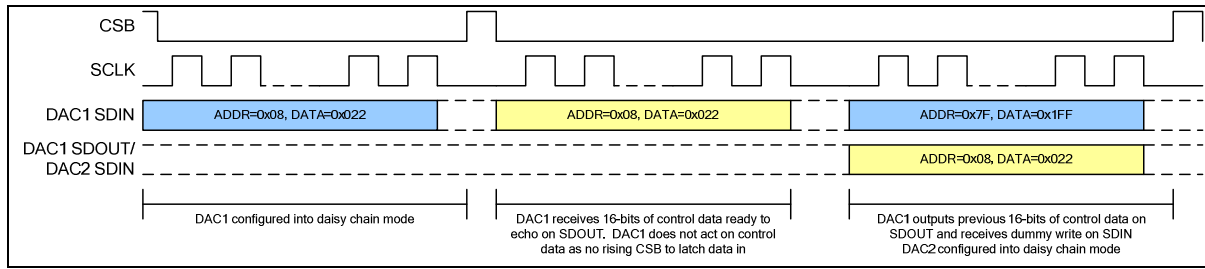 CSB
SCLK
DAC1 SDIN
ADDR=0x08, DATA=0x022
ADDR=0x08, DATA=0x022
ADDR=0x7F, DATA=0x1FF
DAC1 SDOUT/
DAC2 SDIN
ADDR=0x08, DATA=0x022
DAC1 configured into daisy chain mode
DAC1 receives 16-bits of control data ready to
echo on SDOUT.  DAC1 does not act on control
data as no rising CSB to latch data in
DAC1 outputs previous 16-bits of control data on
SDOUT and receives dummy write on SDIN
DAC2 configured into daisy chain mode